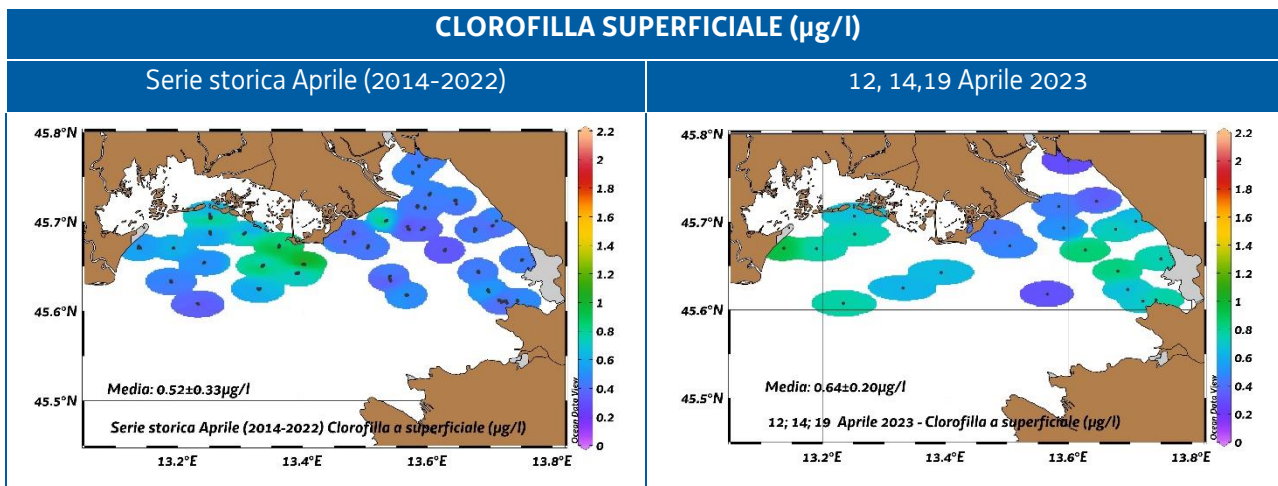 CLOROFILLA SUPERFICIALE (µg/l)
Serie storica Aprile (2014-2022)
12, 14,19 Aprile 2023
45.8°N
45.7°N
45.6°N
45.5°N
13.2°E
13.4°E
13.6°E
13.8°E
Media: 0.52±0.33µg/l
Serie storica Aprile (2014-2022) Clorofilla a superficiale (µg/l)
2.2
2
1.8
1.6
1.4
1.2
1
0.8
0.6
0.4
0.2
0
Ocean Data View
45.8°N
45.7°N
45.6°N
45.5°N
13.2°E
13.4°E
13.6°E
13.8°E
Media: 0.64±0.20µg/l
12; 14; 19 Aprile 2023 - Clorofilla a superficiale (µg/l)
2.2
2
1.8
1.6
1.4
1.2
1
0.8
0.6
0.4
0.2
0
Ocean Data View